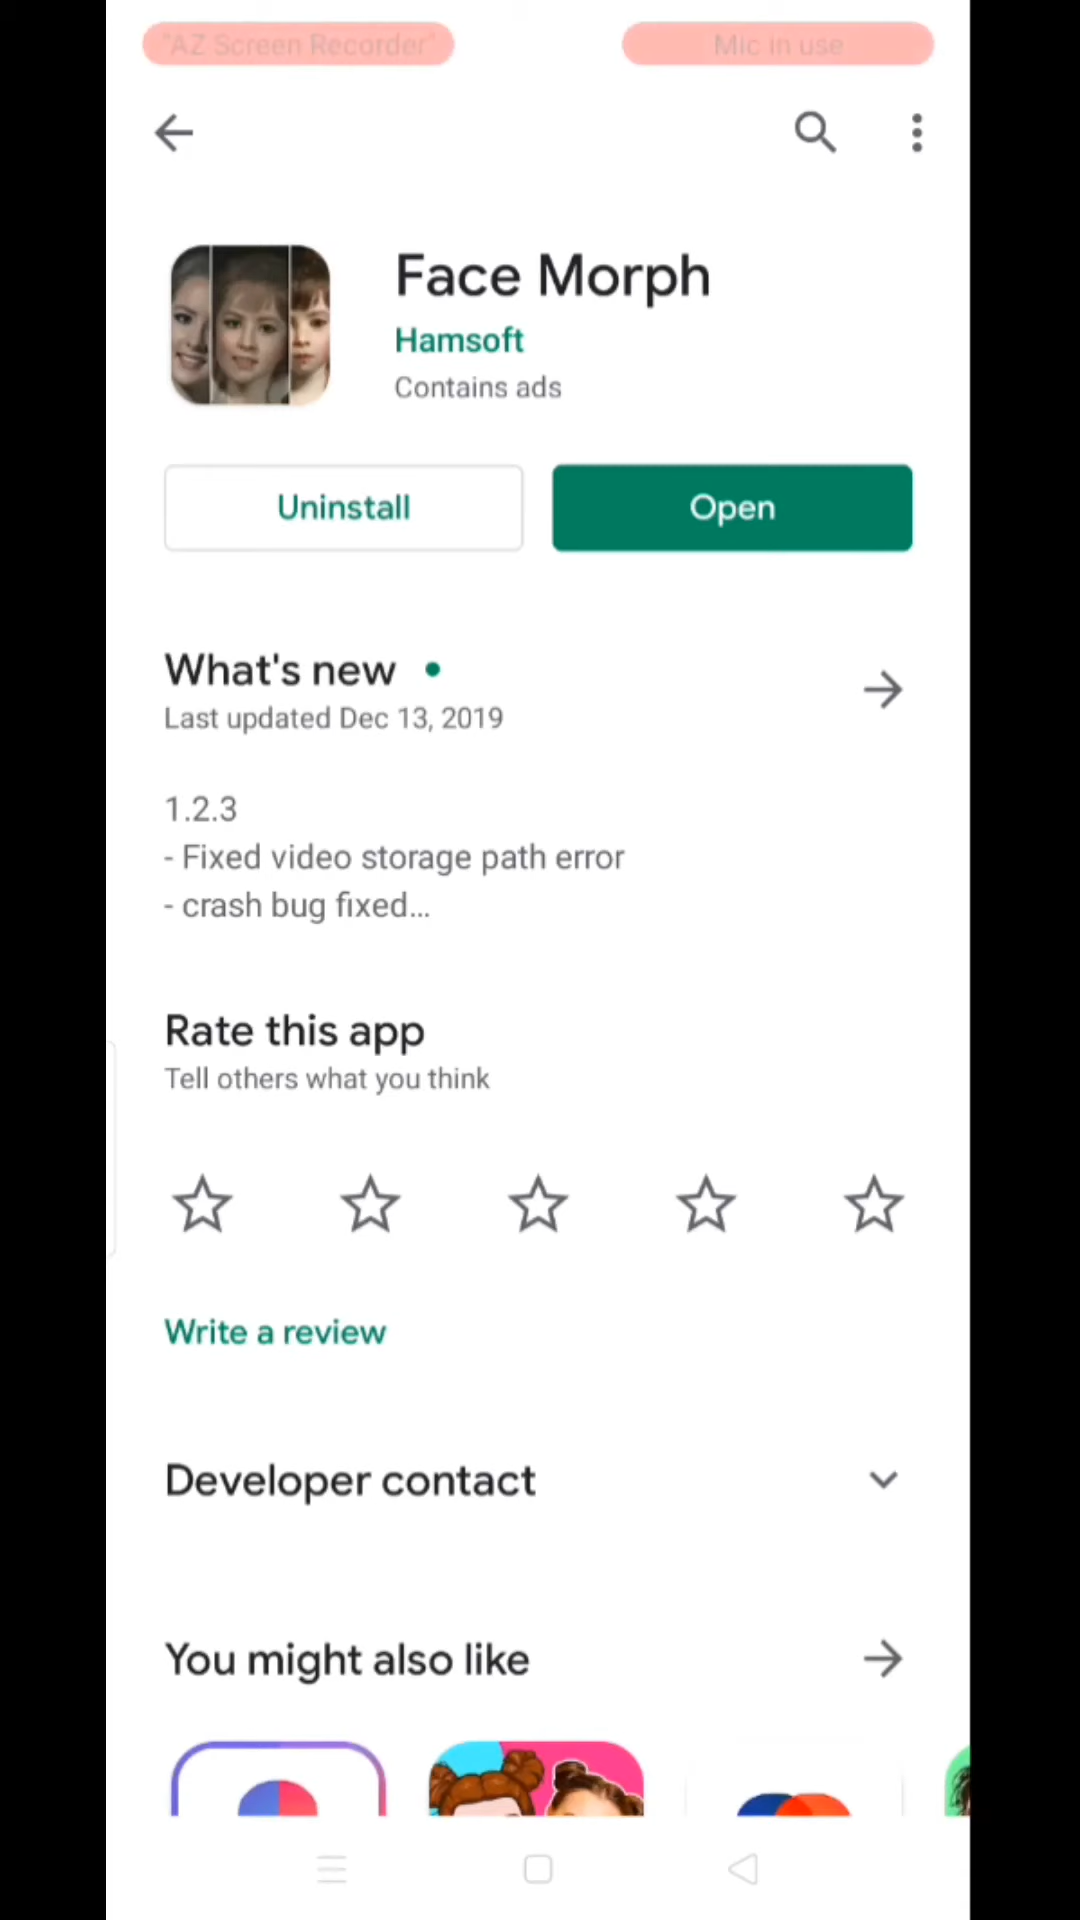 "AZ Screen Recorder"
Mic in use
Face Morph
Hamsoft
Contains ads
Uninstall
Open
What's new
Last updated Dec 13, 2019
1.2.3
- Fixed video storage path error
- crash bug fixed...
Rate this app
Tell others what you think
Write a review
Developer contact
You might also like